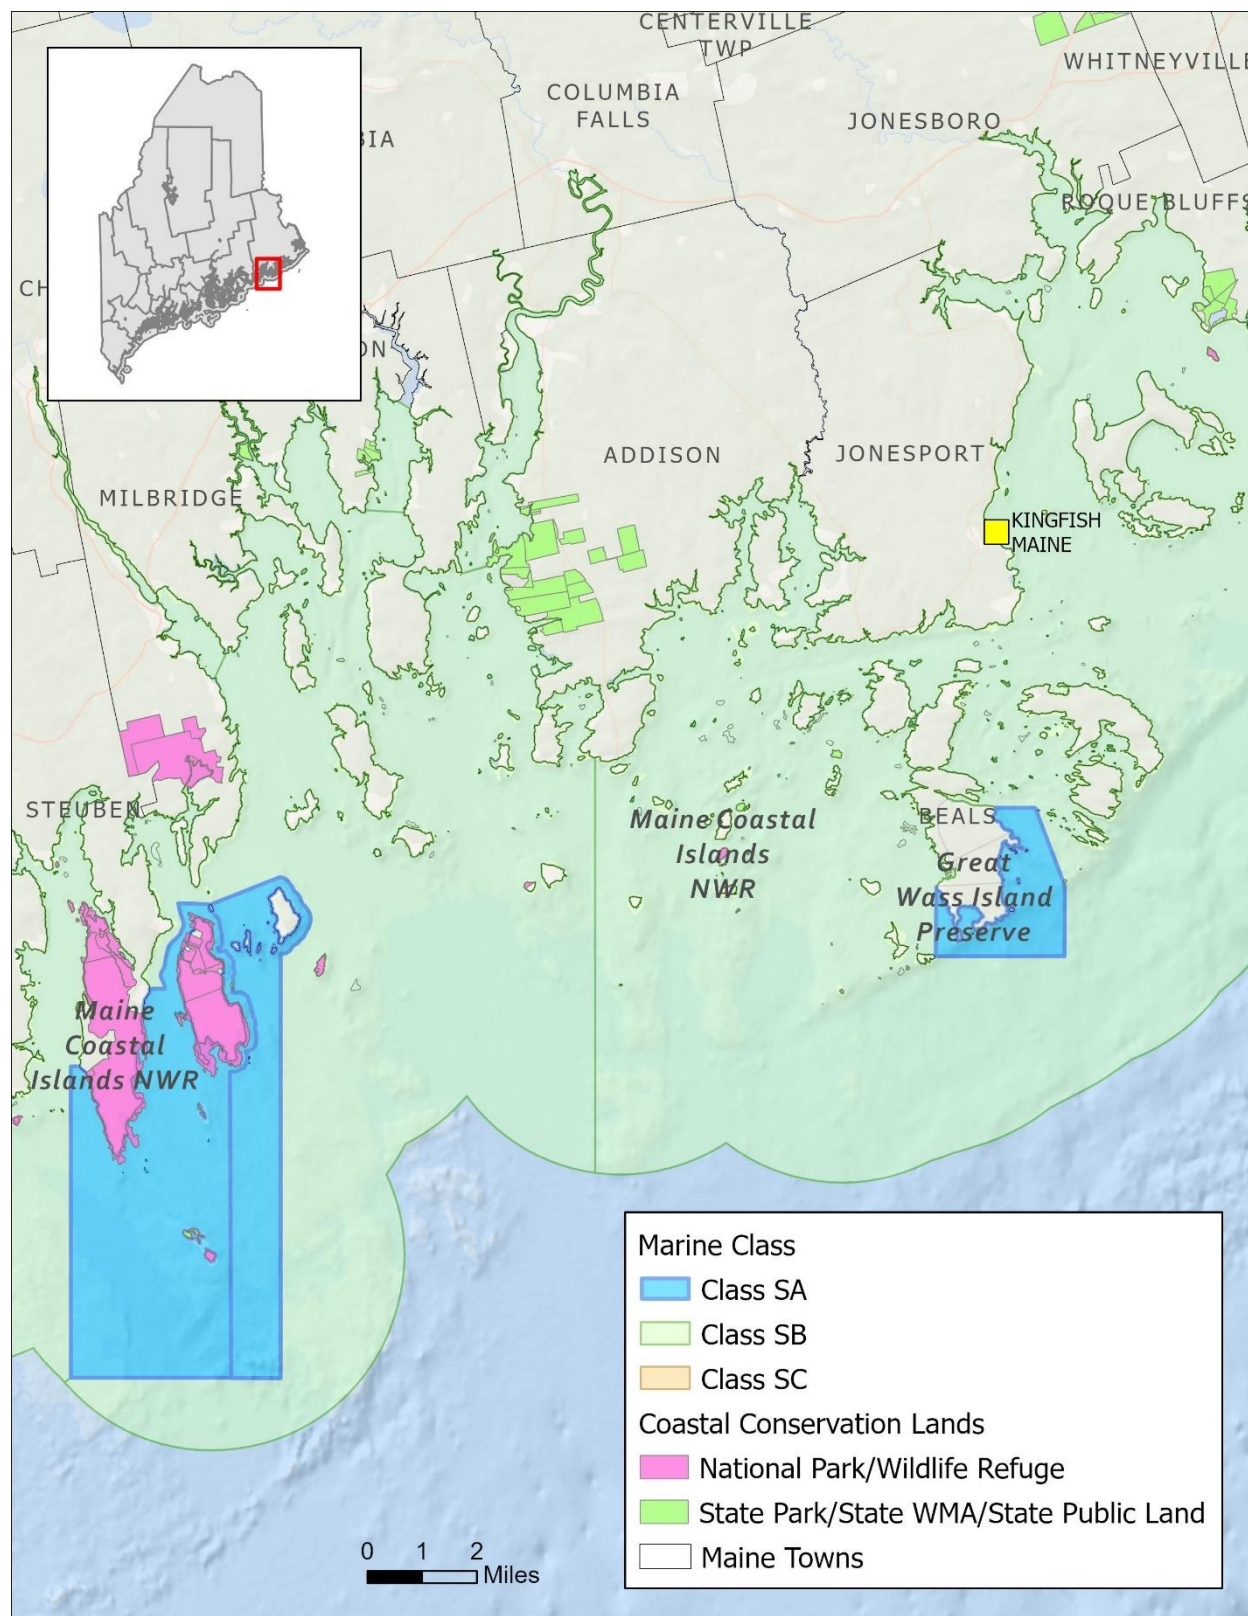 CENTERVILLE
TWP
WHITNEYVILLE
COLUMBIA
FALLS
JONESBORO
BIA
ROQUE BLUFFS
CH
ON
ADDISON
JONESPORT
MILBRIDGE
KINGFISH
MAINE
STEUBEN
Maine Coastal
Islands
NWR
BEALS
Great
Wass Island
Preserve
Maine
Coastal
Islands NWR
Marine Class
Class SA
Class SB
Class SC
Coastal Conservation Lands
National Park/Wildlife Refuge
State Park/State WMA/State Public Land
Maine Towns
0 1 2
Miles